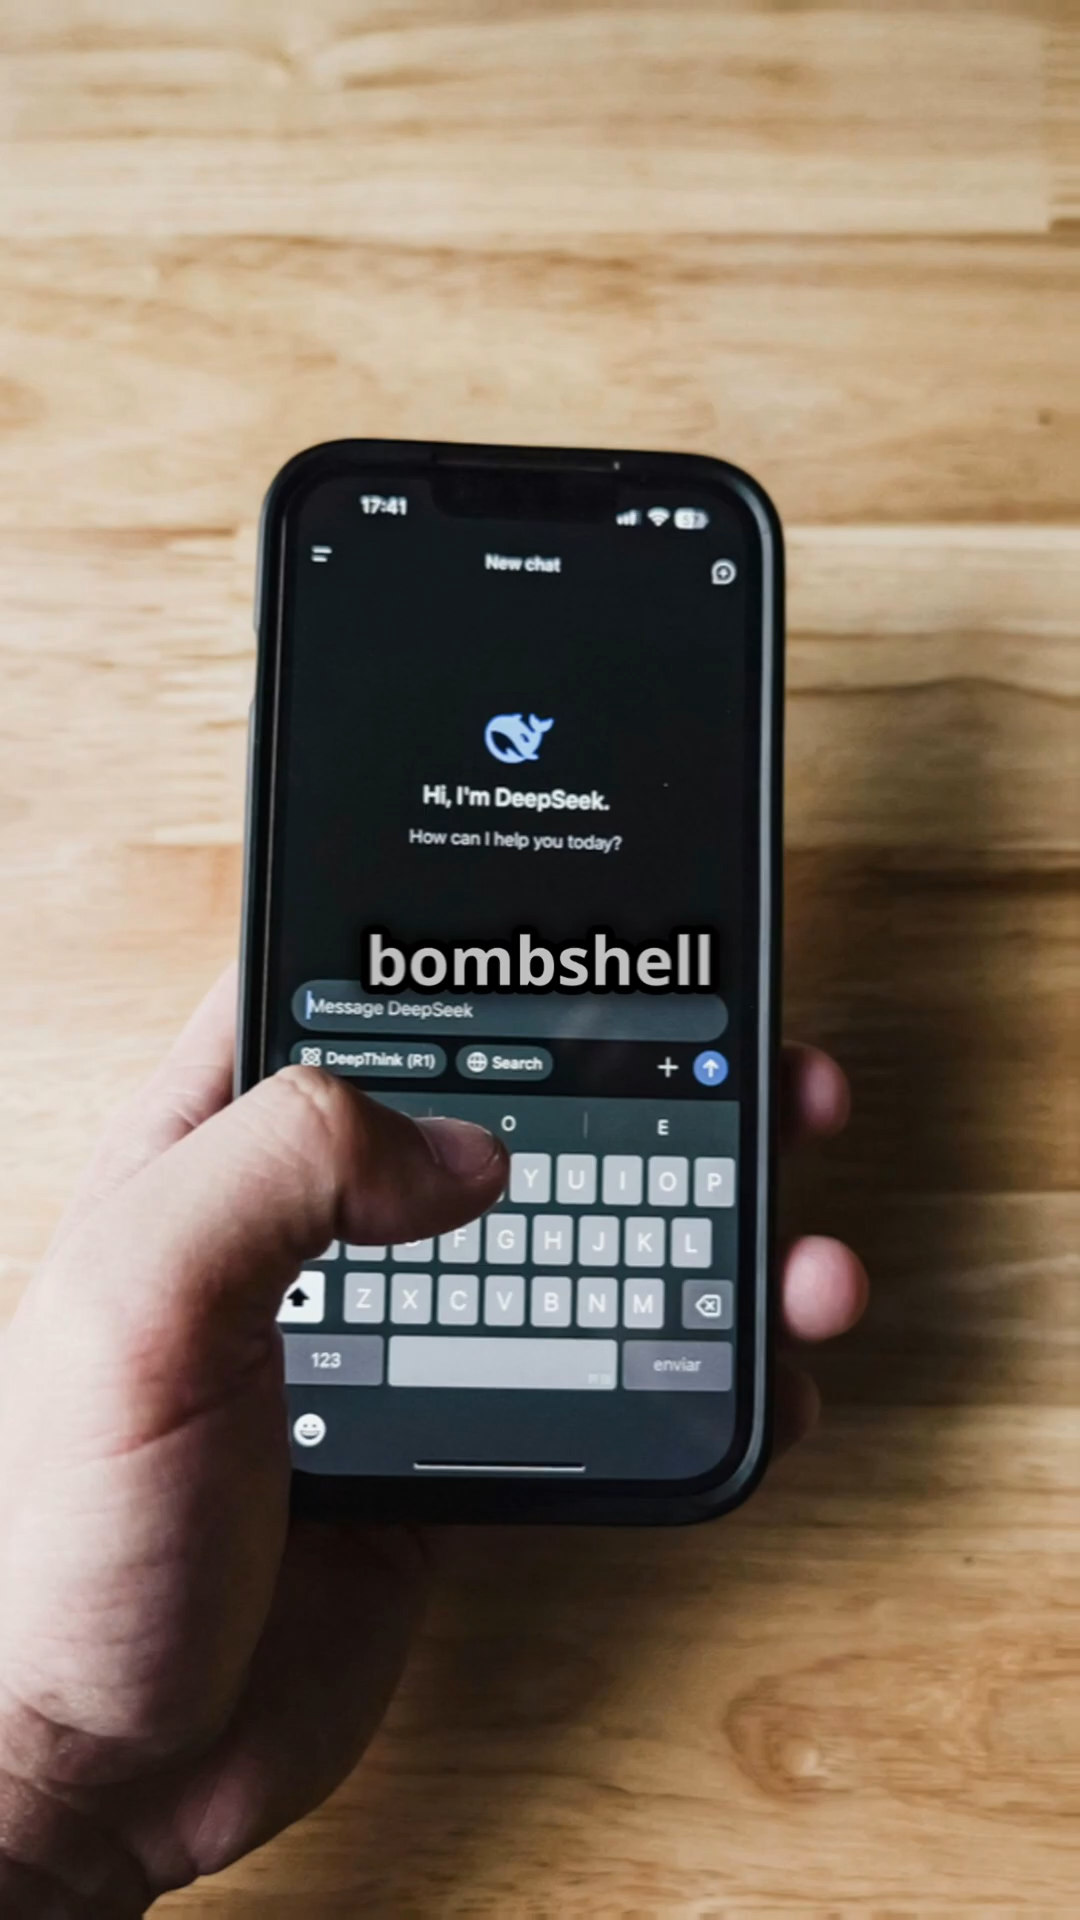 17:41
New chat
Hi, I'm DeepSeek.
How can I help you today?
bombshell
Message DeepSeek
DeepThink (R1) Search
O E
Y U I O P
F G H J K L
Z X C V B N M
123 enviar